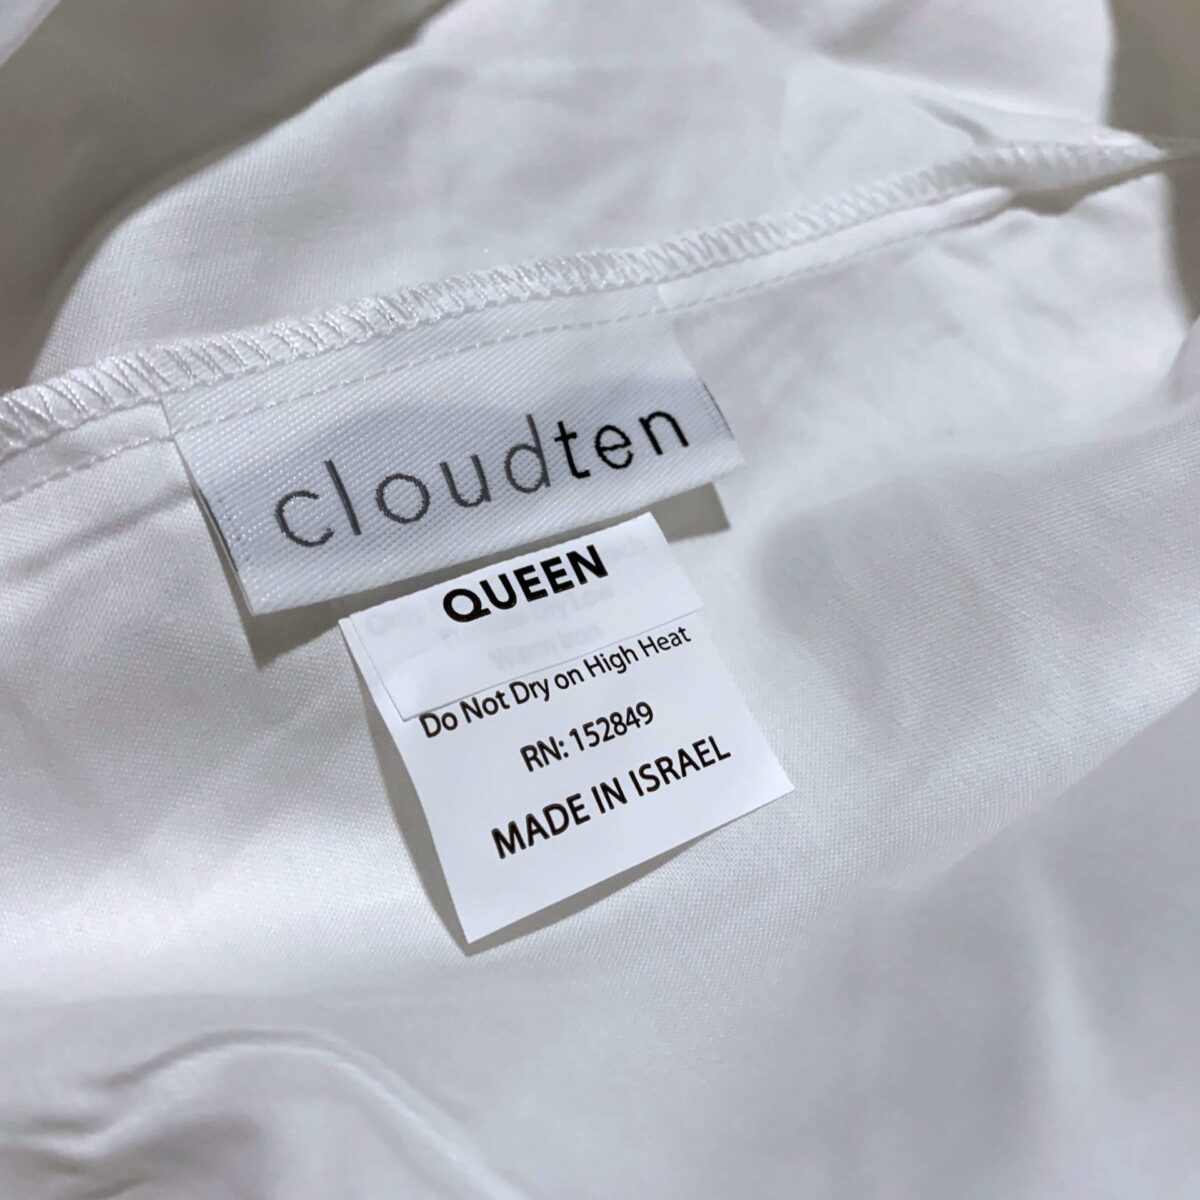 cloudten
QUEEN
Do Not Dry on High Heat
RN: 152849
MADE IN ISRAEL